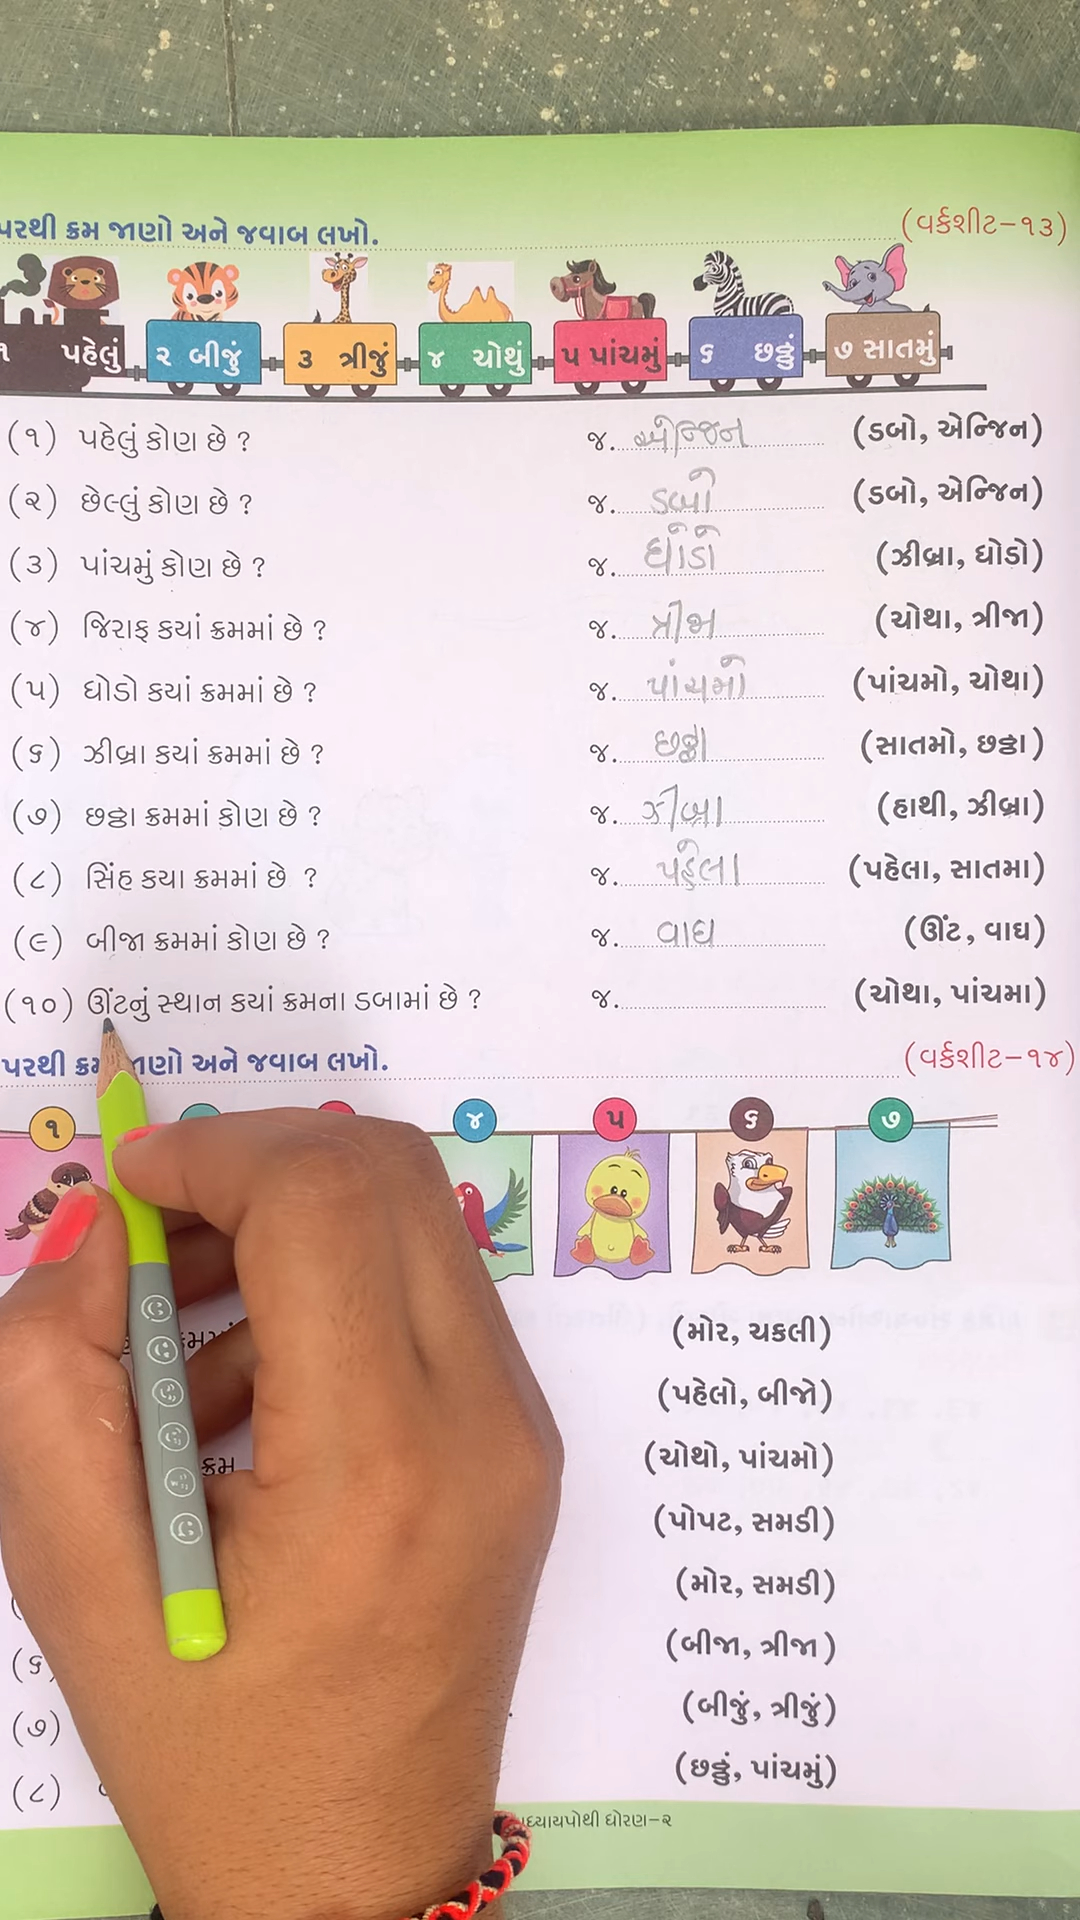 પરથી ક્રમ જાણો અને જવાબ લખો. (વર્કશીટ-૧૩)
૧ પહેલું ૨ બીજું ૩ ત્રીજું ૪ ચોથું ૫ પાંચમું ૬ છઠ્ઠું ૭ સાતમું
(૧) પહેલું કોણ છે ? જ. એન્જિન (ડબો, એન્જિન)
(૨) છેલ્લું કોણ છે ? જ. ડબો (ડબો, એન્જિન)
(૩) પાંચમું કોણ છે ? જ. ઘોડો (ઝીબ્રા, ઘોડો)
(૪) જિરાફ કયાં ક્રમમાં છે ? જ. ત્રીજા (ચોથા, ત્રીજા)
(૫) ઘોડો કયાં ક્રમમાં છે ? જ. પાંચમો (પાંચમો, ચોથા)
(૬) ઝીબ્રા કયાં ક્રમમાં છે ? જ. છઠ્ઠા (સાતમો, છઠ્ઠા)
(૭) છઠ્ઠા ક્રમમાં કોણ છે ? જ. ઝીબ્રા (હાથી, ઝીબ્રા)
(૮) સિંહ કયા ક્રમમાં છે ? જ. પહેલા (પહેલા, સાતમા)
(૯) બીજા ક્રમમાં કોણ છે ? જ. વાઘ (ઊંટ, વાઘ)
(૧૦) ઊંટનું સ્થાન કયાં ક્રમના ડબામાં છે ? જ. (ચોથા, પાંચમા)
પરથી ક્રમ જાણો અને જવાબ લખો. (વર્કશીટ-૧૪)
૧ ૪ ૫ ૬ ૭
(મોર, ચકલી)
(પહેલો, બીજો)
ક્રમ (ચોથો, પાંચમો)
(પોપટ, સમડી)
(મોર, સમડી)
(૬) (બીજા, ત્રીજા)
(૭) (બીજું, ત્રીજું)
(૮) (છઠ્ઠું, પાંચમું)
ધ્યાયપોથી ધોરણ-૨